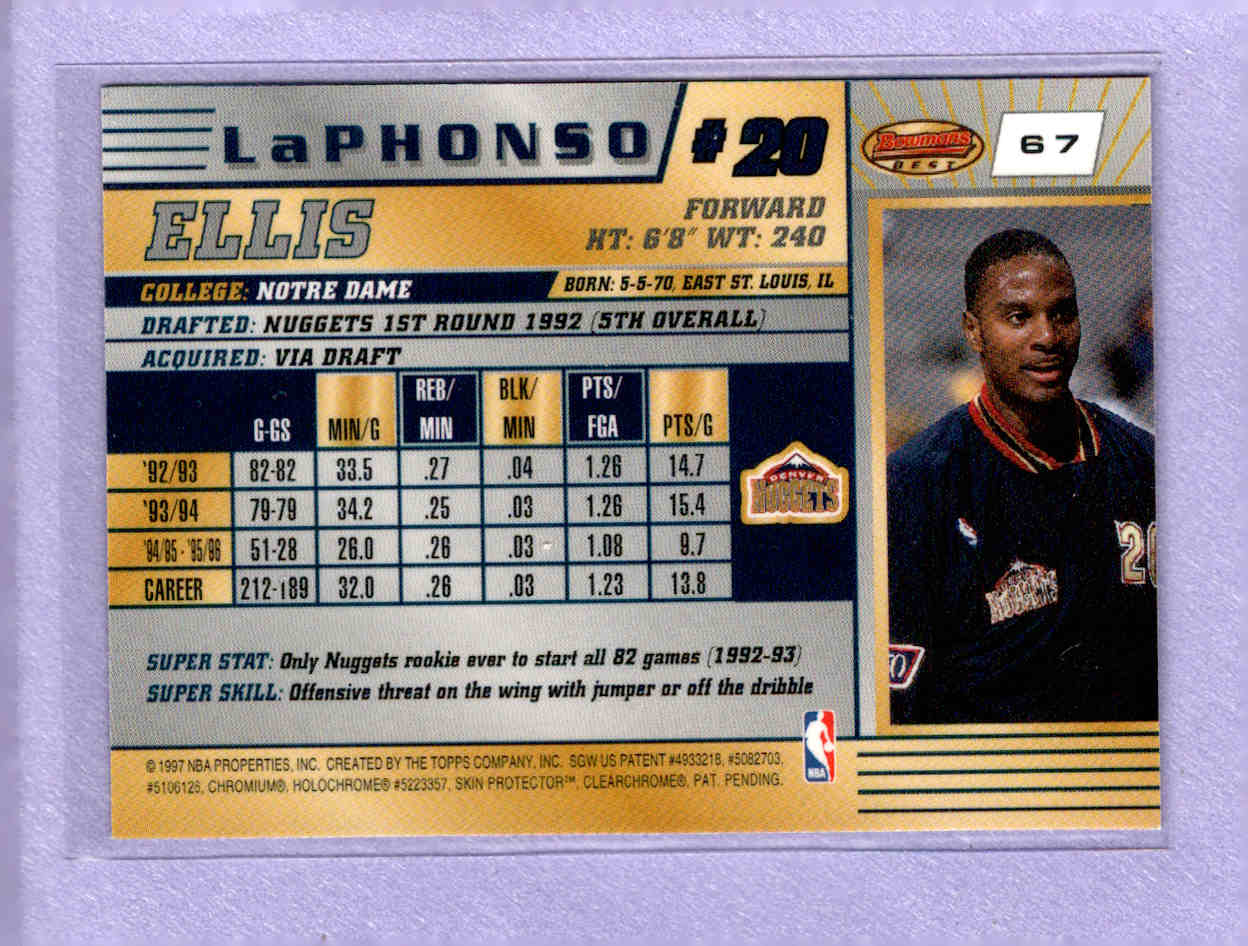 LaPHONSO #20
Bowmans
BEST
67
ELLIS
FORWARD
HT: 6'8" WT: 240
COLLEGE: NOTRE DAME
BORN: 5-5-70, EAST ST. LOUIS, IL
DRAFTED: NUGGETS 1ST ROUND 1992 (5TH OVERALL)
ACQUIRED: VIA DRAFT
G-GS MIN/G REB/MIN BLK/MIN PTS/FGA PTS/G
'92/93 82-82 33.5 .27 .04 1.26 14.7
'93/94 79-79 34.2 .25 .03 1.26 15.4
'94/85 - '95/96 51-28 26.0 .26 .03 1.08 9.7
CAREER 212-189 32.0 .26 .03 1.23 13.8
DENVER
NUGGETS
20
NUGGETS
SUPER STAT: Only Nuggets rookie ever to start all 82 games (1992-93)
SUPER SKILL: Offensive threat on the wing with jumper or off the dribble
NBA
© 1997 NBA PROPERTIES, INC. CREATED BY THE TOPPS COMPANY, INC. SGW US PATENT #4933218, #5082703,
#5106126, CHROMIUM®, HOLOCHROME® #5223357, SKIN PROTECTOR™, CLEARCHROME®, PAT. PENDING.